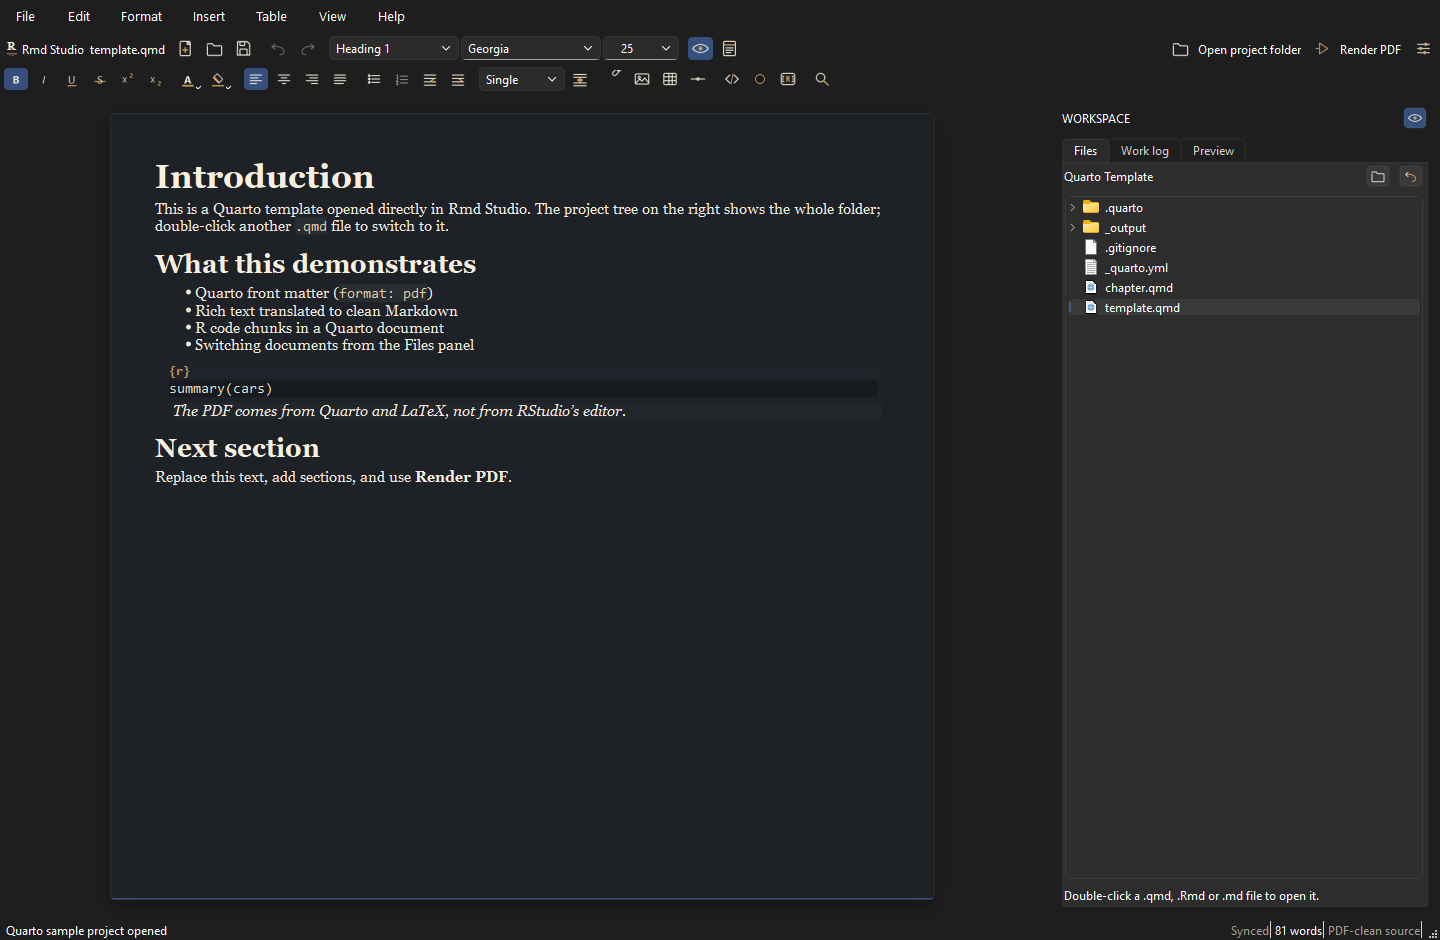 File Edit Format Insert Table View Help
Rmd Studio template.qmd Heading 1 Georgia 25 Open project folder Render PDF
B I U S x² x₂ A Single
WORKSPACE
Files Work log Preview
Quarto Template
.quarto
_output
.gitignore
_quarto.yml
chapter.qmd
template.qmd
Double-click a .qmd, .Rmd or .md file to open it.
Introduction
This is a Quarto template opened directly in Rmd Studio. The project tree on the right shows the whole folder;
double-click another .qmd file to switch to it.
What this demonstrates
• Quarto front matter (format: pdf)
• Rich text translated to clean Markdown
• R code chunks in a Quarto document
• Switching documents from the Files panel
{r}
summary(cars)
The PDF comes from Quarto and LaTeX, not from RStudio’s editor.
Next section
Replace this text, add sections, and use Render PDF.
Quarto sample project opened
Synced 81 words PDF-clean source